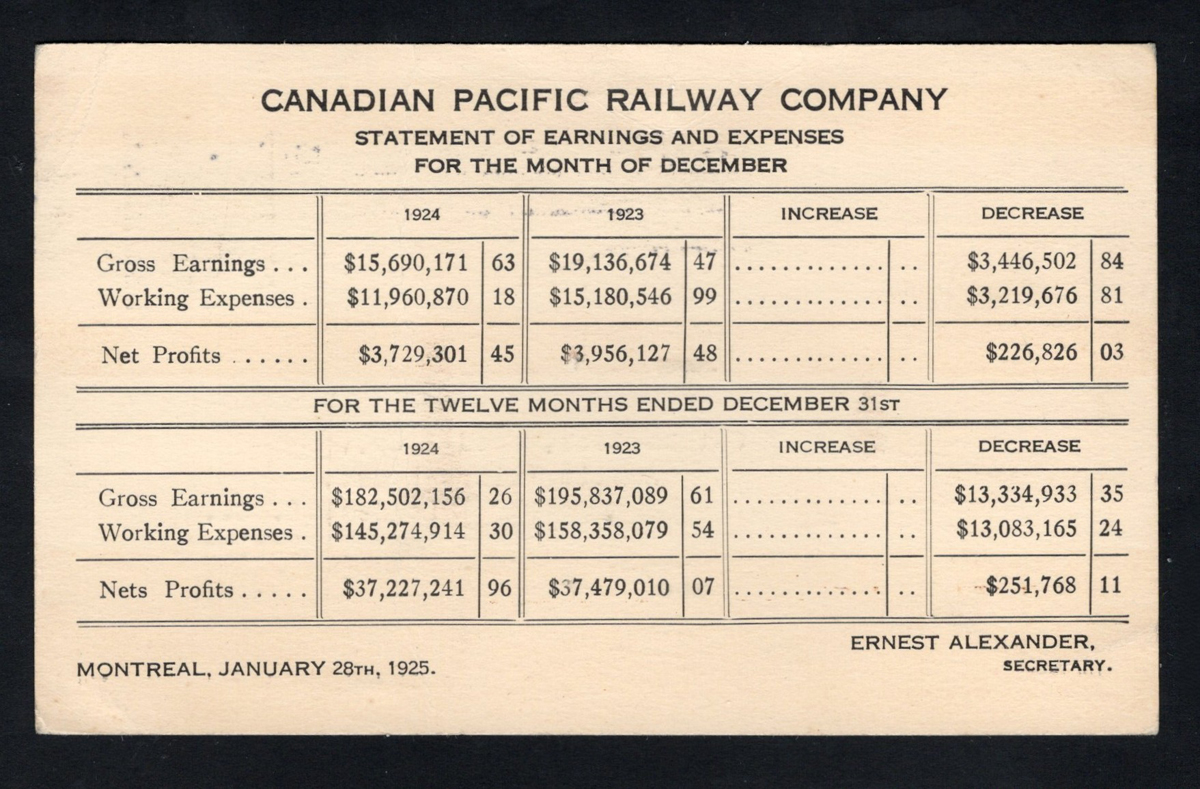 CANADIAN PACIFIC RAILWAY COMPANY
STATEMENT OF EARNINGS AND EXPENSES
FOR THE MONTH OF DECEMBER
1924 1923 INCREASE DECREASE
Gross Earnings . . . $15,690,171 63 $19,136,674 47 .............. .. $3,446,502 84
Working Expenses . $11,960,870 18 $15,180,546 99 .............. .. $3,219,676 81
Net Profits . . . . . . $3,729,301 45 $3,956,127 48 .............. .. $226,826 03
FOR THE TWELVE MONTHS ENDED DECEMBER 31ST
1924 1923 INCREASE DECREASE
Gross Earnings . . . $182,502,156 26 $195,837,089 61 .............. .. $13,334,933 35
Working Expenses . $145,274,914 30 $158,358,079 54 .............. .. $13,083,165 24
Nets Profits . . . . . $37,227,241 96 $37,479,010 07 .............. .. $251,768 11
ERNEST ALEXANDER,
SECRETARY.
MONTREAL, JANUARY 28TH, 1925.